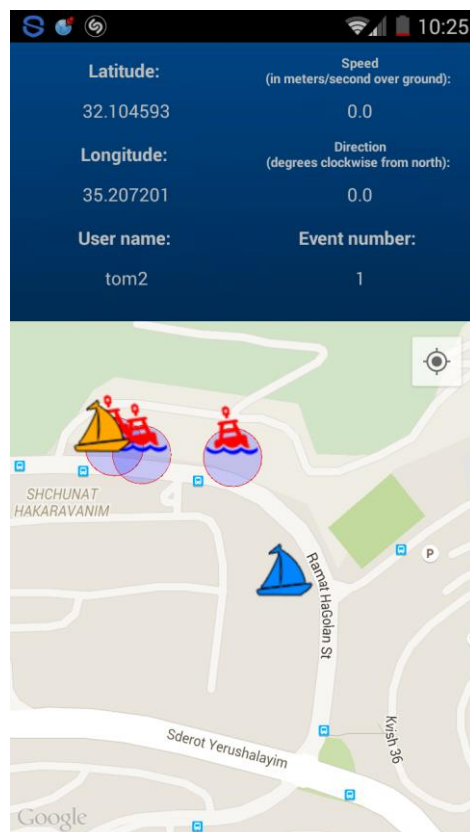 10:25
Latitude:
Speed
(in meters/second over ground):
32.104593
0.0
Longitude:
Direction
(degrees clockwise from north):
35.207201
0.0
User name:
Event number:
tom2
1
SHCHUNAT
HAKARAVANIM
P
Ramat HaGolan St
Sderot Yerushalayim
Kvish 36
Google